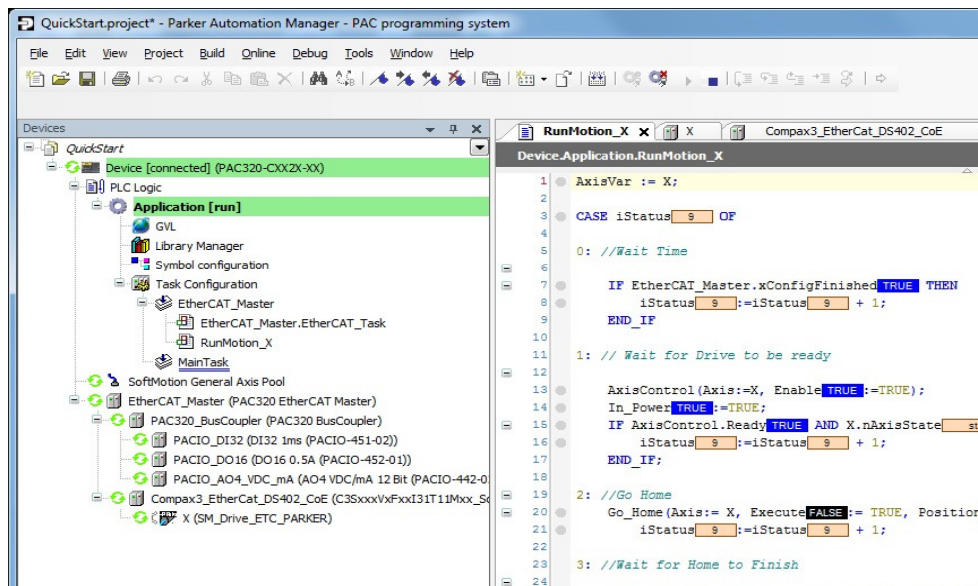 QuickStart.project* - Parker Automation Manager - PAC programming system
File Edit View Project Build Online Debug Tools Window Help
Devices
QuickStart
Device [connected] (PAC320-CXX2X-XX)
PLC Logic
Application [run]
GVL
Library Manager
Symbol configuration
Task Configuration
EtherCAT_Master
EtherCAT_Master.EtherCAT_Task
RunMotion_X
MainTask
SoftMotion General Axis Pool
EtherCAT_Master (PAC320 EtherCAT Master)
PAC320_BusCoupler (PAC320 BusCoupler)
PACIO_DI32 (DI32 1ms (PACIO-451-02))
PACIO_DO16 (DO16 0.5A (PACIO-452-01))
PACIO_AO4_VDC_mA (AO4 VDC/mA 12 Bit (PACIO-442-0
Compax3_EtherCat_DS402_CoE (C3SxxxVxFxxI31T11Mxx_Sc
X (SM_Drive_ETC_PARKER)
RunMotion_X X Compax3_EtherCat_DS402_CoE
Device.Application.RunMotion_X
1 AxisVar := X;
2
3 CASE iStatus 9 OF
4
5 0: //Wait Time
6
7 IF EtherCAT_Master.xConfigFinished TRUE THEN
8 iStatus 9 :=iStatus 9 + 1;
9 END_IF
10
11 1: // Wait for Drive to be ready
12
13 AxisControl(Axis:=X, Enable TRUE :=TRUE);
14 In_Power TRUE :=TRUE;
15 IF AxisControl.Ready TRUE AND X.nAxisState st
16 iStatus 9 :=iStatus 9 + 1;
17 END_IF;
18
19 2: //Go Home
20 Go_Home(Axis:= X, Execute FALSE := TRUE, Position
21 iStatus 9 :=iStatus 9 + 1;
22
23 3: //Wait for Home to Finish
24